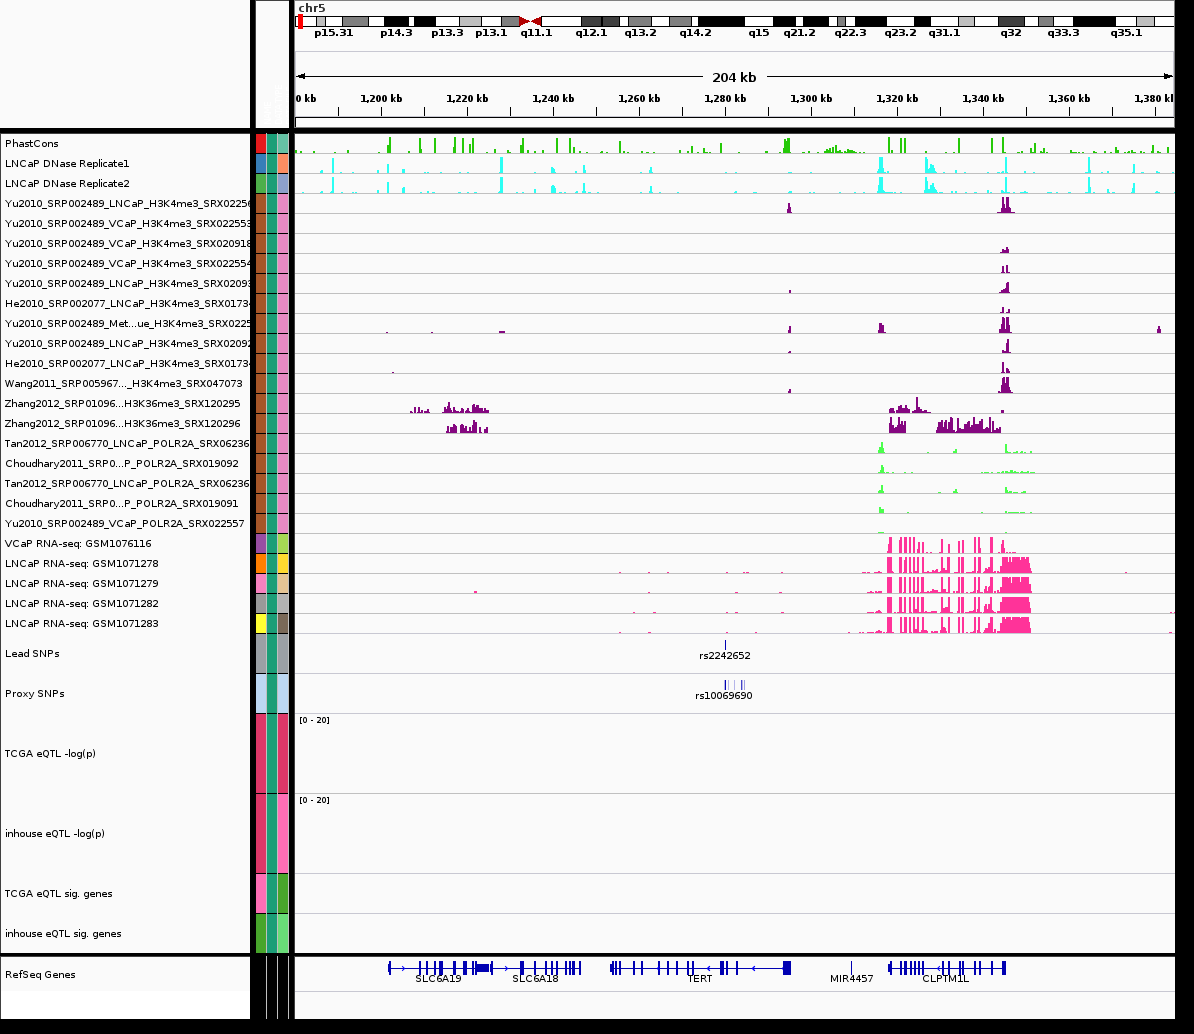 chr5
p15.31 p14.3 p13.3 p13.1 q11.1 q12.1 q13.2 q14.2 q15 q21.2 q22.3 q23.2 q31.1 q32 q33.3 q35.1
204 kb
0 kb 1,200 kb 1,220 kb 1,240 kb 1,260 kb 1,280 kb 1,300 kb 1,320 kb 1,340 kb 1,360 kb 1,380 kl
PhastCons
LNCaP DNase Replicate1
LNCaP DNase Replicate2
Yu2010_SRP002489_LNCaP_H3K4me3_SRX0225
Yu2010_SRP002489_VCaP_H3K4me3_SRX022553
Yu2010_SRP002489_VCaP_H3K4me3_SRX020918
Yu2010_SRP002489_VCaP_H3K4me3_SRX022554
Yu2010_SRP002489_LNCaP_H3K4me3_SRX0209
He2010_SRP002077_LNCaP_H3K4me3_SRX0173
Yu2010_SRP002489_Met...ue_H3K4me3_SRX0225
Yu2010_SRP002489_LNCaP_H3K4me3_SRX0209
He2010_SRP002077_LNCaP_H3K4me3_SRX0173
Wang2011_SRP005967..._H3K4me3_SRX047073
Zhang2012_SRP01096...H3K36me3_SRX120295
Zhang2012_SRP01096...H3K36me3_SRX120296
Tan2012_SRP006770_LNCaP_POLR2A_SRX06236
Choudhary2011_SRP0...P_POLR2A_SRX019092
Tan2012_SRP006770_LNCaP_POLR2A_SRX06236
Choudhary2011_SRP0...P_POLR2A_SRX019091
Yu2010_SRP002489_VCaP_POLR2A_SRX022557
VCaP RNA-seq: GSM1076116
LNCaP RNA-seq: GSM1071278
LNCaP RNA-seq: GSM1071279
LNCaP RNA-seq: GSM1071282
LNCaP RNA-seq: GSM1071283
Lead SNPs
rs2242652
Proxy SNPs
rs10069690
[0 - 20]
TCGA eQTL -log(p)
[0 - 20]
inhouse eQTL -log(p)
TCGA eQTL sig. genes
inhouse eQTL sig. genes
RefSeq Genes
SLC6A19 SLC6A18 TERT MIR4457 CLPTM1L